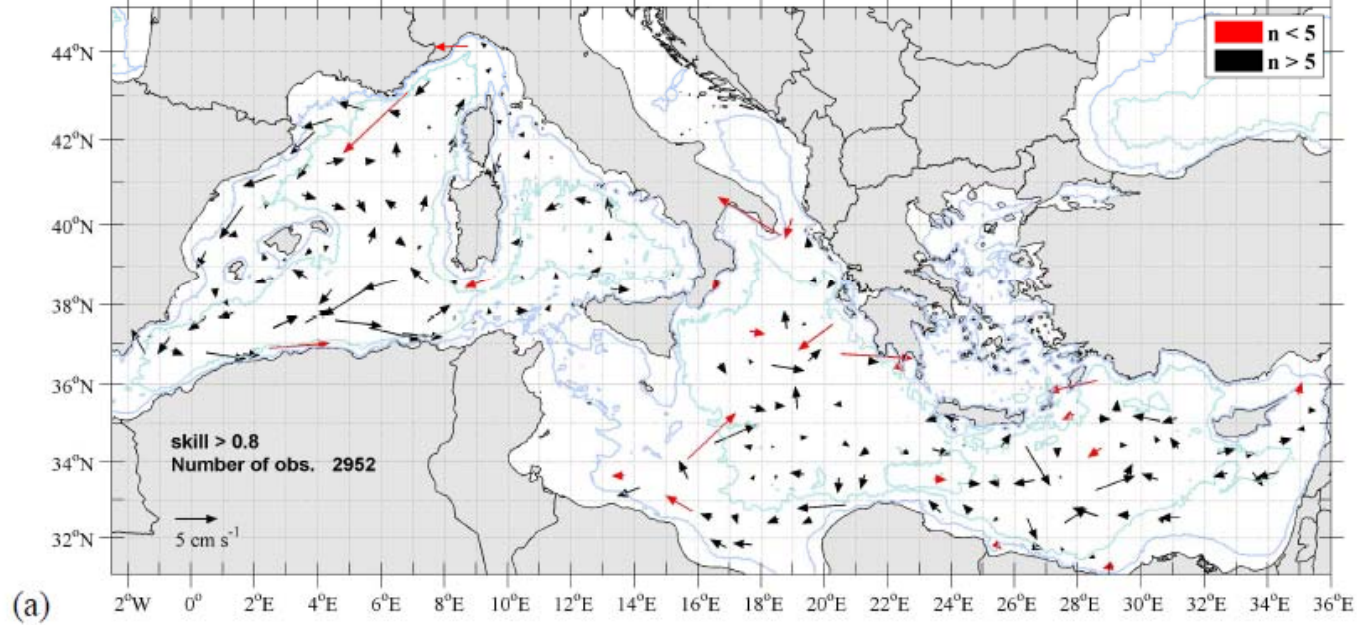 n < 5
n > 5
44°N
42°N
40°N
38°N
36°N
34°N
32°N
skill > 0.8
Number of obs. 2952
5 cm s⁻¹
(a)
2°W 0° 2°E 4°E 6°E 8°E 10°E 12°E 14°E 16°E 18°E 20°E 22°E 24°E 26°E 28°E 30°E 32°E 34°E 36°E